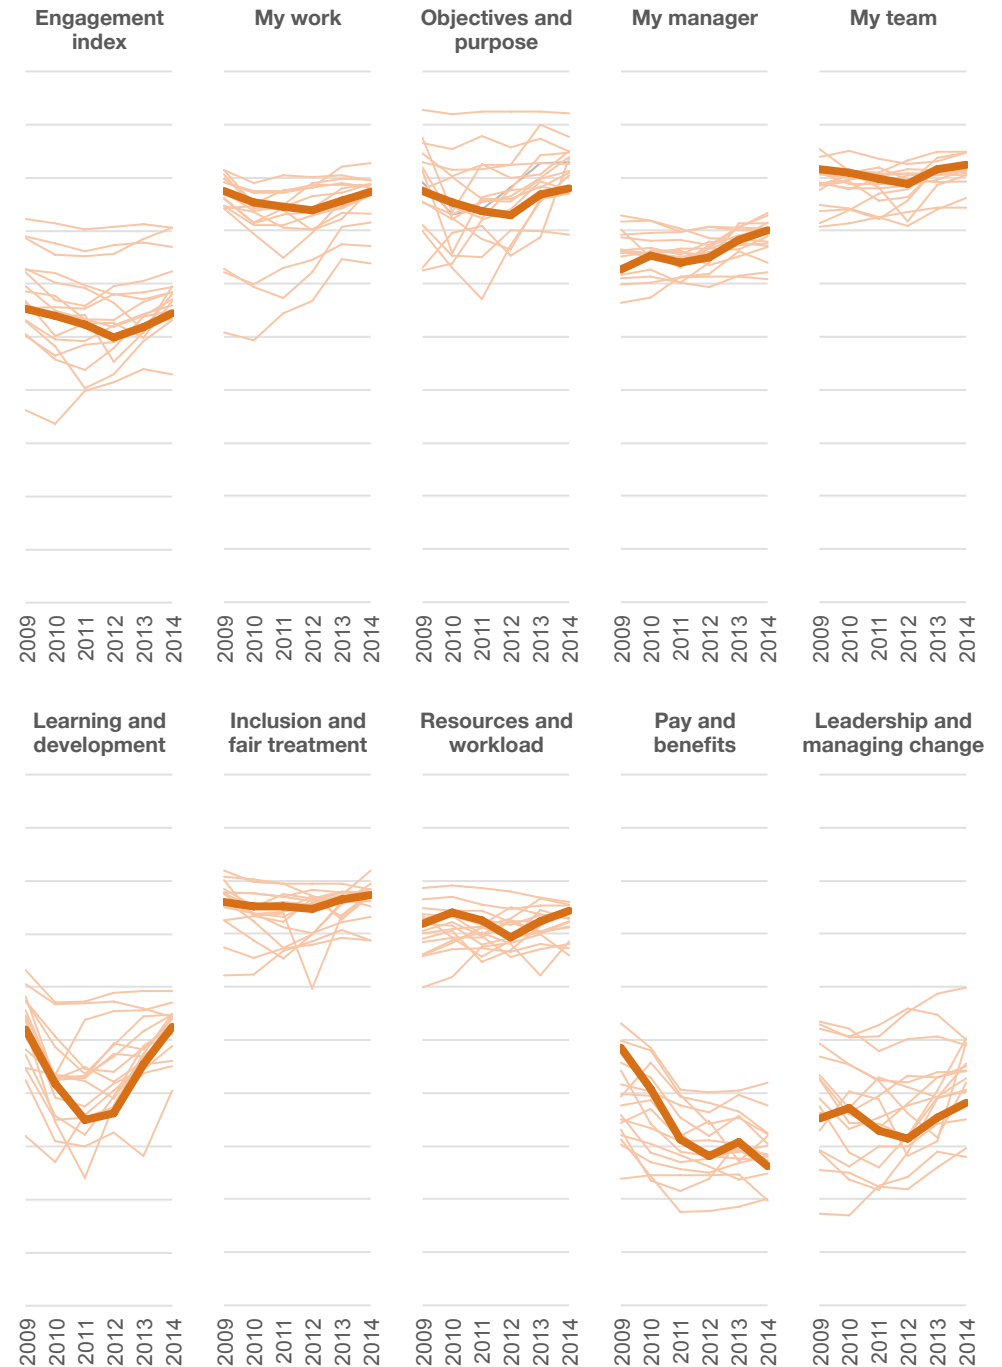 Engagement
index
My work
Objectives and
purpose
My manager
My team
2009 2010 2011 2012 2013 2014
2009 2010 2011 2012 2013 2014
2009 2010 2011 2012 2013 2014
2009 2010 2011 2012 2013 2014
2009 2010 2011 2012 2013 2014
Learning and
development
Inclusion and
fair treatment
Resources and
workload
Pay and
benefits
Leadership and
managing change
2009 2010 2011 2012 2013 2014
2009 2010 2011 2012 2013 2014
2009 2010 2011 2012 2013 2014
2009 2010 2011 2012 2013 2014
2009 2010 2011 2012 2013 2014